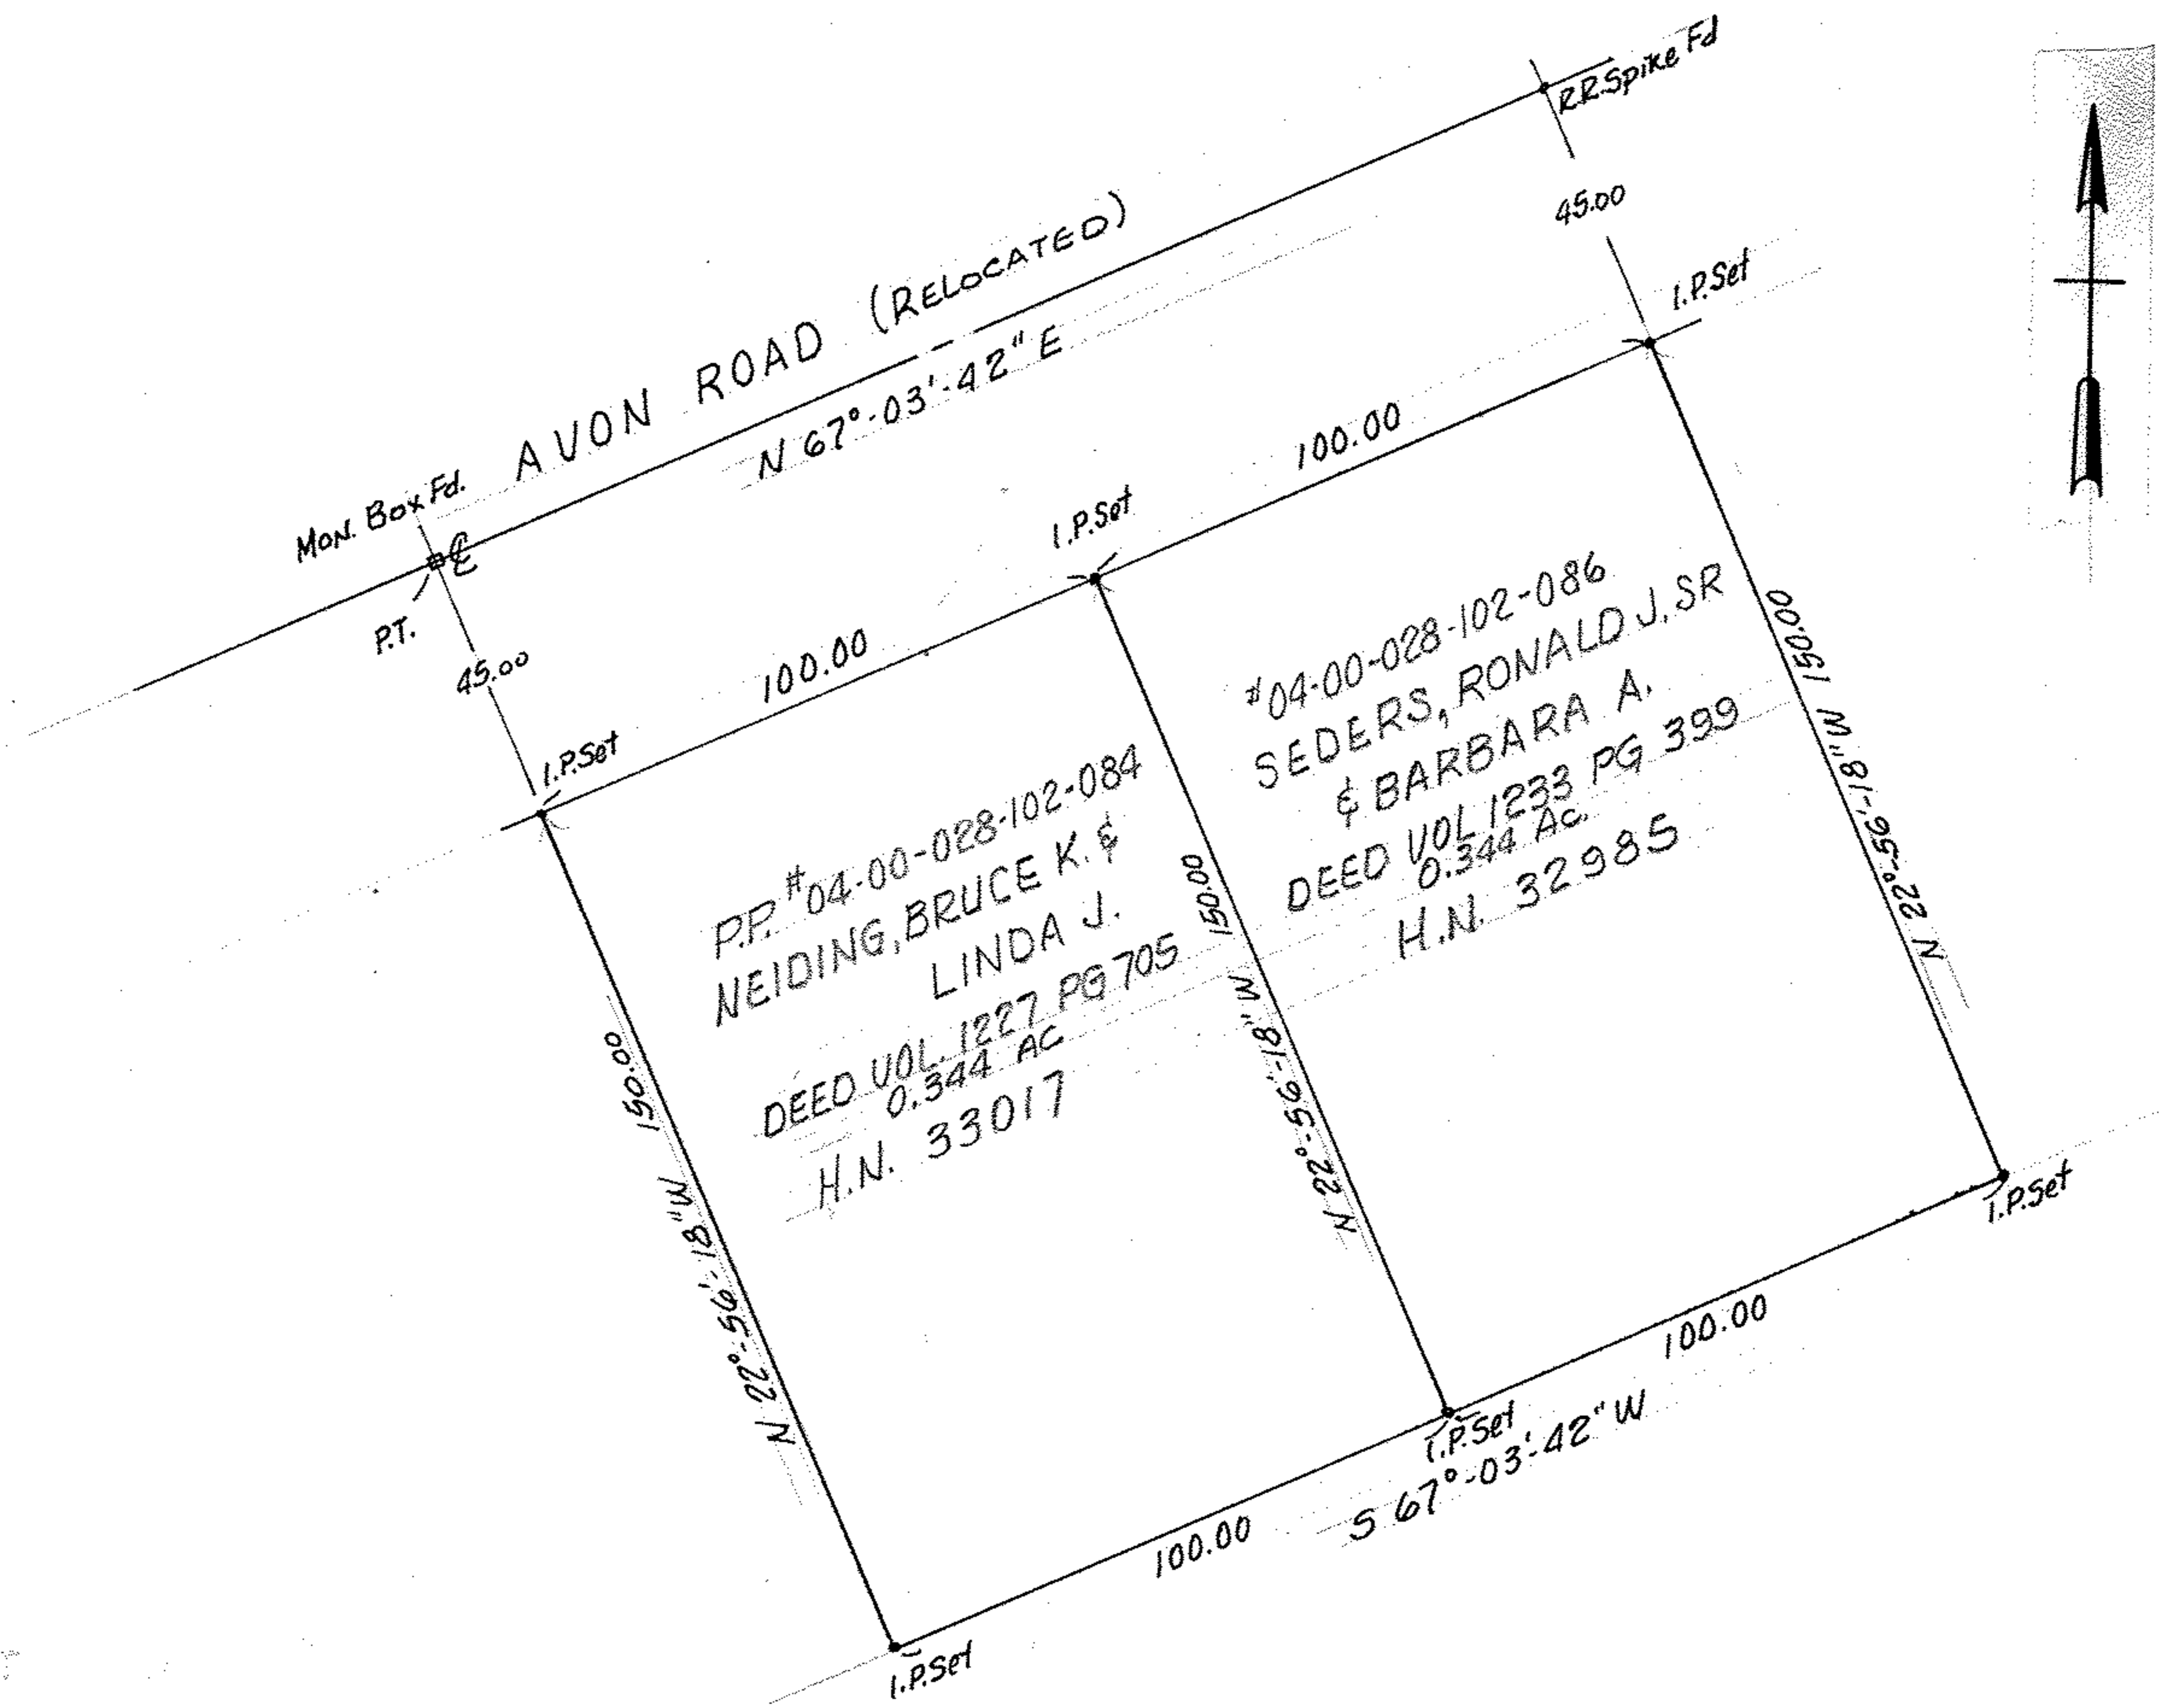 R.R.Spike Fd
45.00
I.P.Set
AVON ROAD (RELOCATED)
N 67°-03'-42" E
Mon. Box Fd.
℄
P.T.
45.00
I.P.Set
100.00
I.P.Set
100.00
P.P. #04-00-028-102-084
NEIDING, BRUCE K. &
LINDA J.
DEED VOL. 1227 PG 705
0.344 AC
H.N. 33017
#04-00-028-102-086
SEDERS, RONALD J, SR
& BARBARA A.
DEED VOL 1233 PG 399
0.344 AC.
H.N. 32985
N 22°-56'-18" W 150.00
N 22°-56'-18" W 150.00
N 22°-56'-18" W 150.00
I.P.Set
100.00
I.P.Set
S 67°-03'-42" W
100.00
I.P.Set